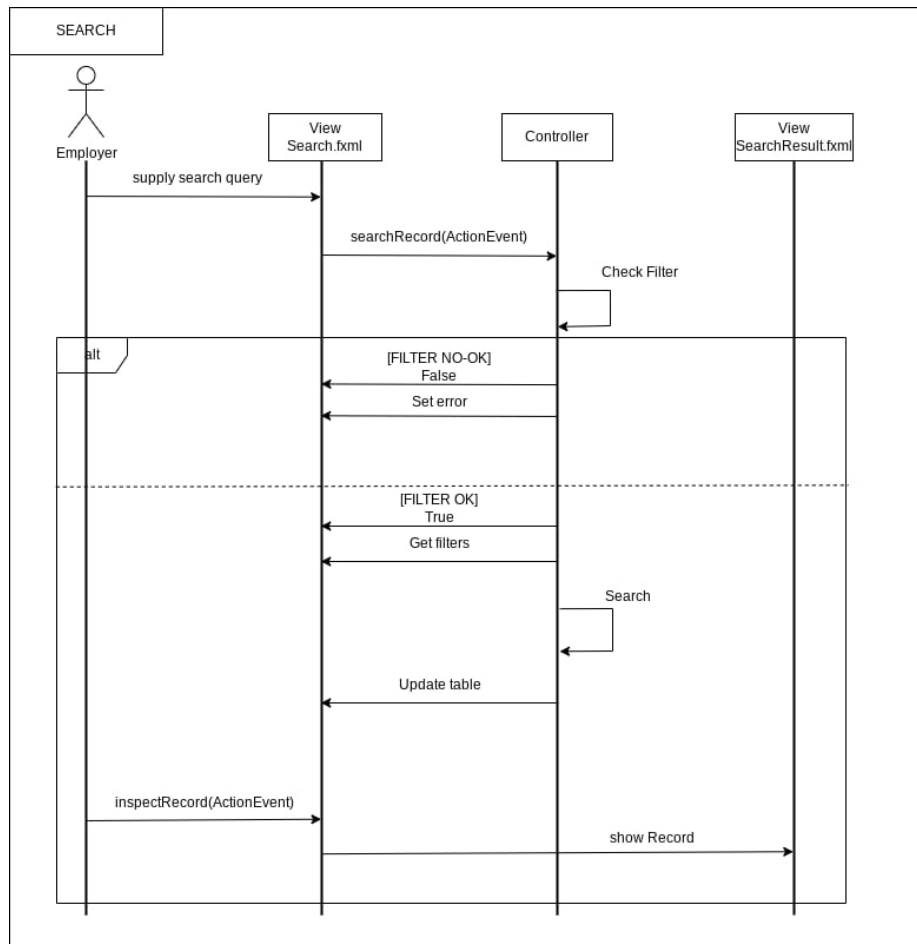 SEARCH
Employer
View
Search.fxml
Controller
View
SearchResult.fxml
supply search query
searchRecord(ActionEvent)
Check Filter
alt
[FILTER NO-OK]
False
Set error
[FILTER OK]
True
Get filters
Search
Update table
inspectRecord(ActionEvent)
show Record